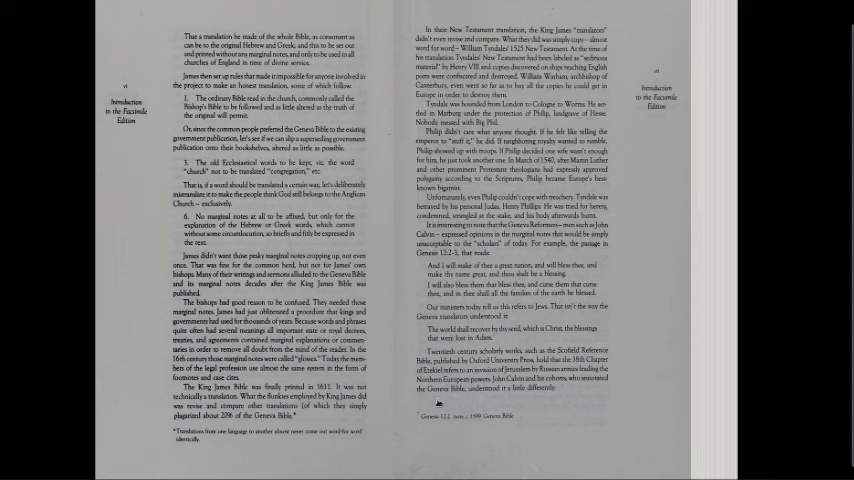 That a translation be made of the whole Bible, as consonant as
can be to the original Hebrew and Greek; and this to be set out
and printed without any marginal notes, and only to be used in all
churches of England in time of divine service.
James then set up rules that made it impossible for anyone involved in
the project to make an honest translation, some of which follow:
1. The ordinary Bible read in the church, commonly called the
Bishop's Bible to be followed and as little altered as the truth of
the original will permit.
Or, since the common people preferred the Geneva Bible to the existing
government publication, let's see if we can slip a superseding government
publication onto their bookshelves, altered as little as possible.
3. The old Ecclesiastical words to be kept, viz. the word
"church" not to be translated "congregation," etc.
That is, if a word should be translated a certain way, let's deliberately
mistranslate it to make the people think God still belongs to the Anglican
Church – exclusively.
6. No marginal notes at all to be affixed, but only for the
explanation of the Hebrew or Greek words, which cannot
without some circumlocution, so briefly and fitly be expressed in
the text.
James didn't want those pesky marginal notes cropping up, not even
once. That was fine for the common herd, but not for James' own
bishops. Many of their writings and sermons alluded to the Geneva Bible
and its marginal notes decades after the King James Bible was
published.
The bishops had good reason to be confused. They needed those
marginal notes. James had just obliterated a procedure that kings and
governments had used for thousands of years. Because words and phrases
quite often had several meanings all important state or royal decrees,
treaties, and agreements contained marginal explanations or commen-
taries in order to remove all doubt from the mind of the reader. In the
16th century those marginal notes were called "glosses." Today the mem-
bers of the legal profession use almost the same system in the form of
footnotes and case cites.
The King James Bible was finally printed in 1611. It was not
technically a translation. What the flunkies employed by King James did
was revise and compare other translations (of which they simply
plagiarized about 20% of the Geneva Bible.*
*Translations from one language to another almost never come out word-for-word
identically.
vi
Introduction
to the Facsimile
Edition
In their New Testament translation, the King James "translators"
didn't even revise and compare. What they did was simply copy – almost
word for word – William Tyndales' 1525 New Testament. At the time of
his translation Tyndales' New Testament had been labeled as "seditious
material" by Henry VIII and copies discovered on ships reaching English
ports were confiscated and destroyed. William Warham, archbishop of
Canterbury, even went so far as to buy all the copies he could get in
Europe in order to destroy them.
Tyndale was hounded from London to Cologne to Worms. He set-
tled in Marburg under the protection of Philip, landgrave of Hesse.
Nobody messed with Big Phil.
Philip didn't care what anyone thought. If he felt like telling the
emperor to "stuff it," he did. If neighboring royalty wanted to rumble,
Philip showed up with troops. If Philip decided one wife wasn't enough
for him, he just took another one. In March of 1540, after Martin Luther
and other prominent Protestant theologians had expressly approved
polygamy according to the Scriptures, Philip became Europe's best-
known bigamist.
Unfortunately, even Philip couldn't cope with treachery. Tyndale was
betrayed by his personal Judas, Henry Phillips. He was tried for heresy,
condemned, strangled at the stake, and his body afterwards burnt.
It is interesting to note that the Geneva Reformers – men such as John
Calvin – expressed opinions in the marginal notes that would be simply
unacceptable to the "scholars" of today. For example, the passage in
Genesis 12:2-3, that reads:
And I will make of thee a great nation, and will bless thee, and
make thy name great, and thou shalt be a blessing.
I will also bless them that bless thee, and curse them that curse
thee, and in thee shall all the families of the earth be blessed.
Our ministers today tell us this refers to Jews. That isn't the way the
Geneva translators understood it:
The world shall recover by thy seed, which is Christ, the blessings
that were lost in Adam.
Twentieth century scholarly works, such as the Scofield Reference
Bible, published by Oxford University Press, hold that the 38th Chapter
of Ezekiel refers to an invasion of Jerusalem by Russian armies leading the
Northern European powers. John Calvin and his cohorts, who annotated
the Geneva Bible, understood it a little differently.
Genesis 12:2, note c 1599 Geneva Bible
vii
Introduction
to the Facsimile
Edition